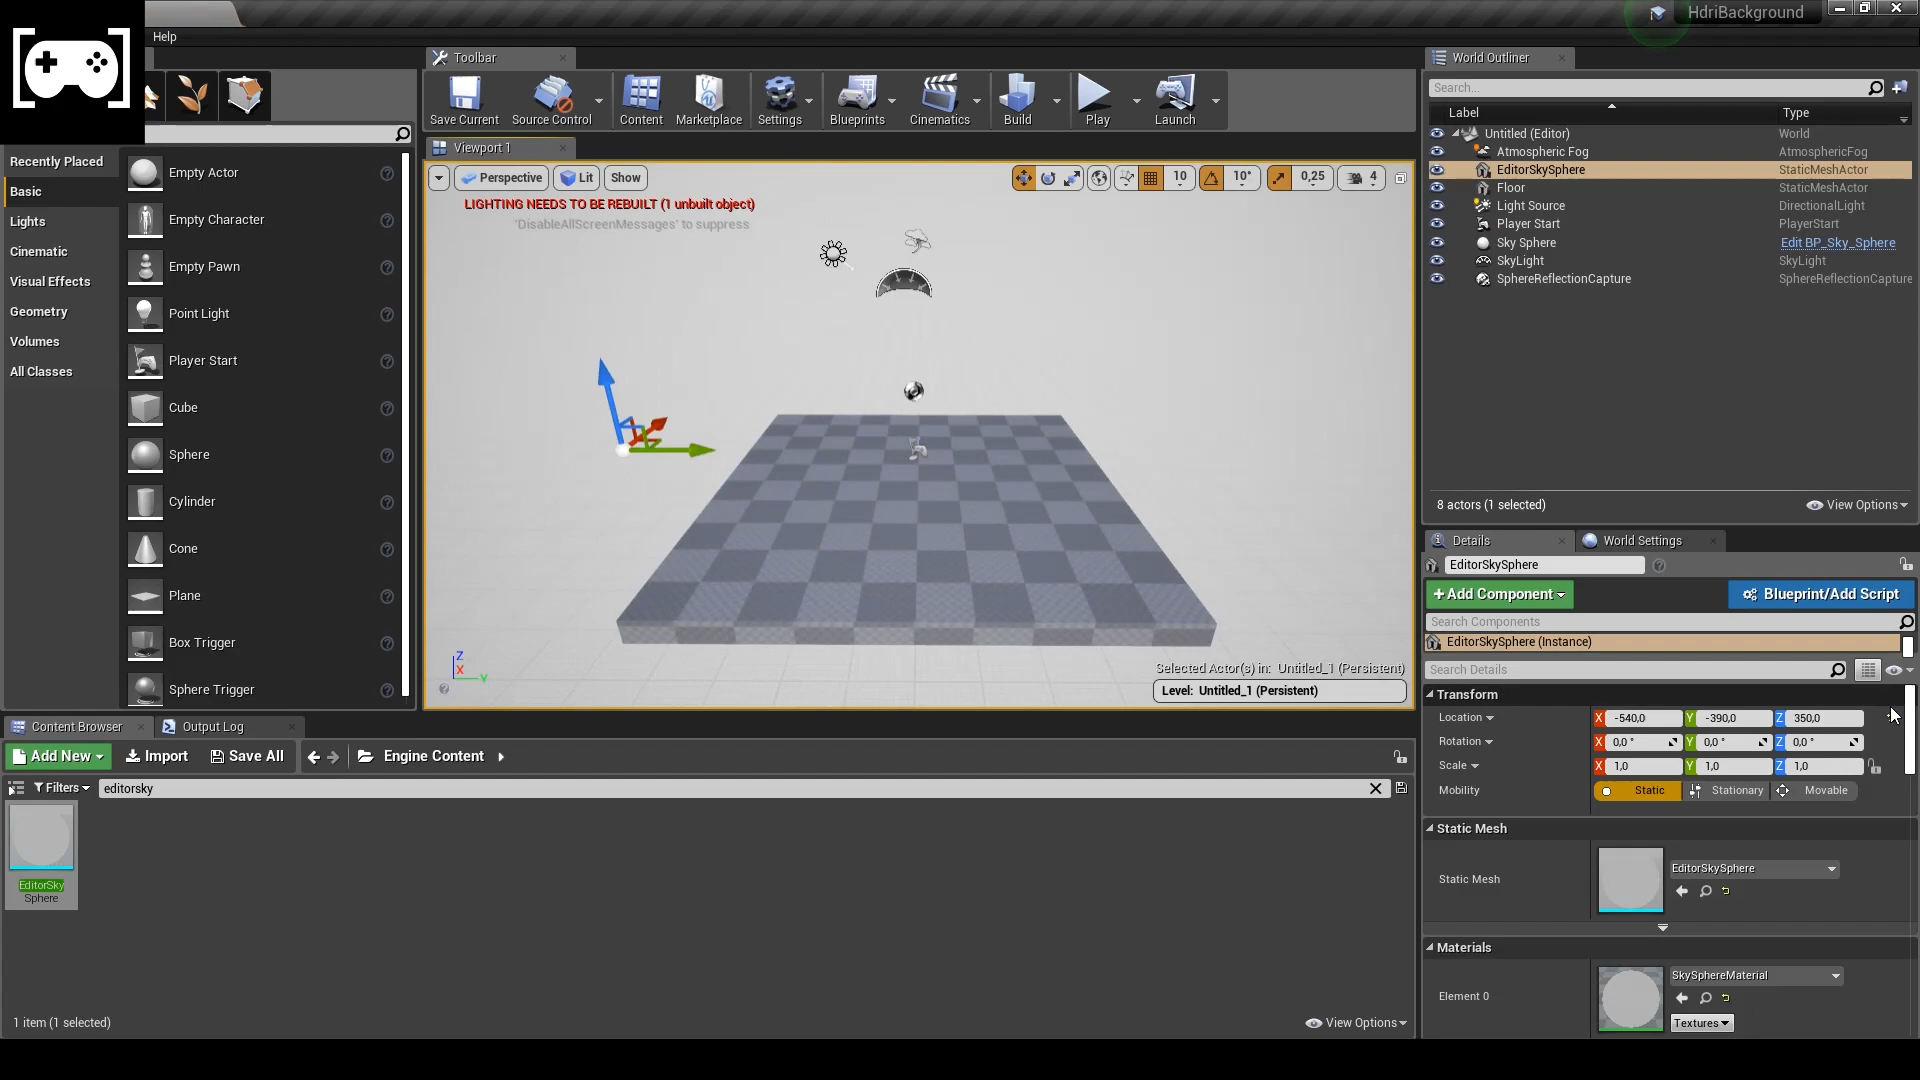 HdriBackground
Help
Toolbar
World Outliner
Search...
Save Current
Source Control
Content
Marketplace
Settings
Blueprints
Cinematics
Build
Play
Launch
Label
Type
Viewport 1
Untitled (Editor)
World
Recently Placed
Basic
Lights
Cinematic
Visual Effects
Geometry
Volumes
All Classes
Empty Actor
Empty Character
Empty Pawn
Point Light
Player Start
Cube
Sphere
Cylinder
Cone
Plane
Box Trigger
Sphere Trigger
Perspective
Lit
Show
10
10°
0,25
4
LIGHTING NEEDS TO BE REBUILT (1 unbuilt object)
'DisableAllScreenMessages' to suppress
Z
X
Y
Selected Actor(s) in: Untitled_1 (Persistent)
Level: Untitled_1 (Persistent)
Atmospheric Fog
AtmosphericFog
EditorSkySphere
StaticMeshActor
Floor
StaticMeshActor
Light Source
DirectionalLight
Player Start
PlayerStart
Sky Sphere
Edit BP_Sky_Sphere
SkyLight
SkyLight
SphereReflectionCapture
SphereReflectionCapture
8 actors (1 selected)
View Options
Details
World Settings
EditorSkySphere
+Add Component
Blueprint/Add Script
Search Components
EditorSkySphere (Instance)
Search Details
Transform
Location
X -540,0 Y -390,0 Z 350,0
Rotation
X 0,0 ° Y 0,0 ° Z 0,0 °
Scale
X 1,0 Y 1,0 Z 1,0
Mobility
Static
Stationary
Movable
Static Mesh
Static Mesh
EditorSkySphere
Materials
Element 0
SkySphereMaterial
Textures
Content Browser
Output Log
Add New
Import
Save All
Engine Content
Filters
editorsky
EditorSky
Sphere
1 item (1 selected)
View Options